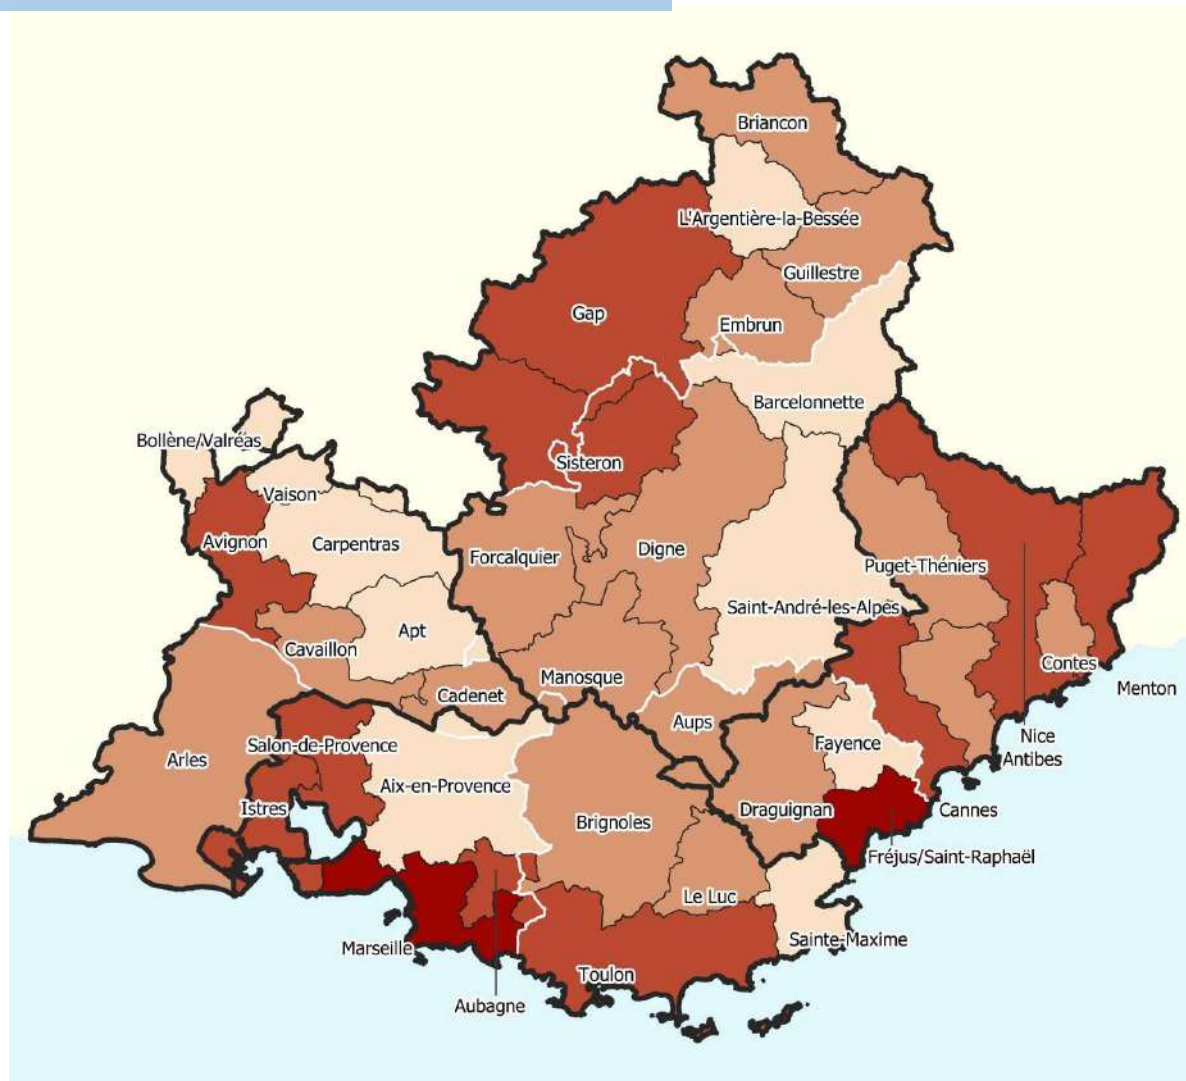 Briancon
L'Argentière-la-Bessée
Guillestre
Gap
Embrun
Barcelonnette
Bollène/Valréas
Sisteron
Vaison
Avignon
Carpentras
Forcalquier
Digne
Puget-Théniers
Saint-André-les-Alpes
Apt
Cavaillon
Contes
Manosque
Menton
Cadenet
Aups
Nice
Salon-de-Provence
Fayence
Antibes
Arles
Aix-en-Provence
Istres
Brignoles
Draguignan
Cannes
Fréjus/Saint-Raphaël
Le Luc
Sainte-Maxime
Marseille
Toulon
Aubagne